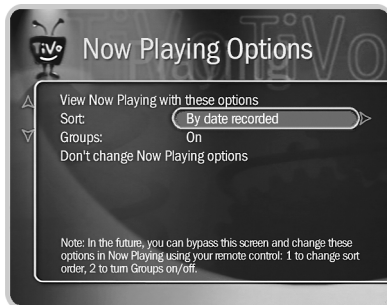 TiVo
Now Playing Options
View Now Playing with these options
Sort: By date recorded
Groups: On
Don't change Now Playing options
Note: In the future, you can bypass this screen and change these
options in Now Playing using your remote control: 1 to change sort
order, 2 to turn Groups on/off.